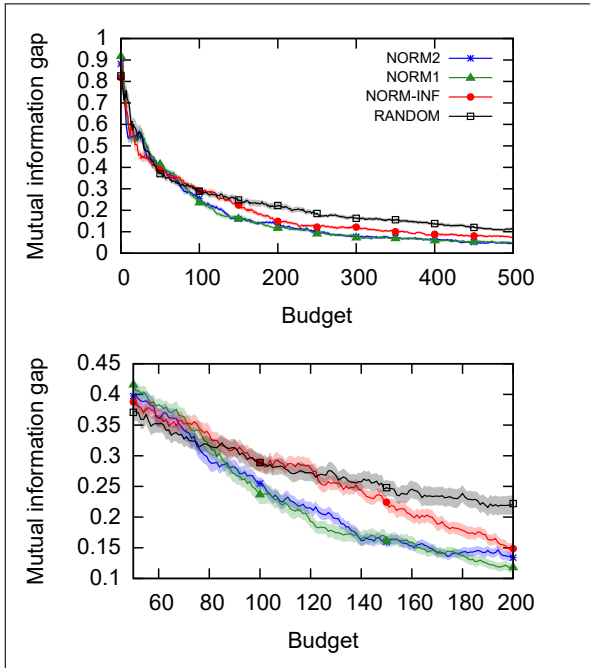 Mutual information gap
1
0.9
0.8
0.7
0.6
0.5
0.4
0.3
0.2
0.1
0
NORM2
NORM1
NORM-INF
RANDOM
0 100 200 300 400 500
Budget
Mutual information gap
0.45
0.4
0.35
0.3
0.25
0.2
0.15
0.1
60 80 100 120 140 160 180 200
Budget